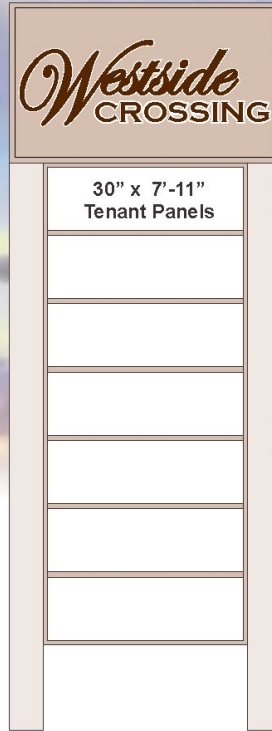 Westside
CROSSING
30” x 7’-11”
Tenant Panels